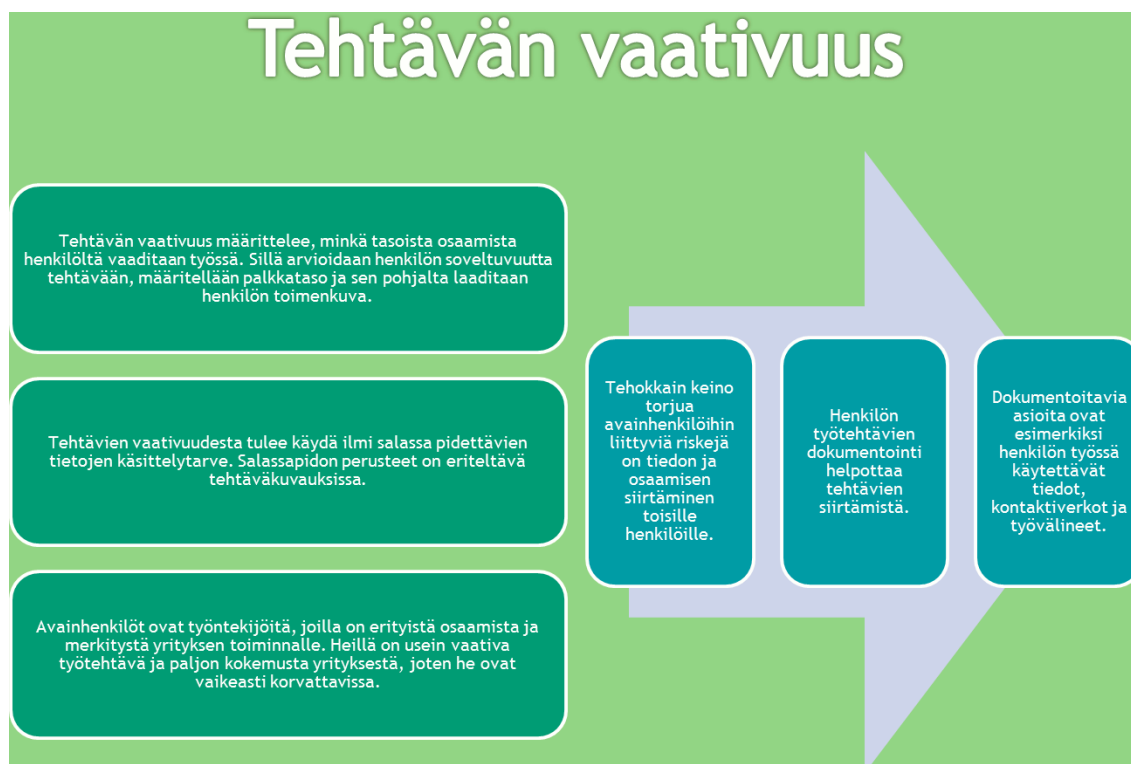 Tehtävän vaativuus
Tehtävän vaativuus määrittelee, minkä tasoista osaamista
henkilöltä vaaditaan työssä. Sillä arvioidaan henkilön soveltuvuutta
tehtävään, määritellään palkkataso ja sen pohjalta laaditaan
henkilön toimenkuva.
Tehtävien vaativuudesta tulee käydä ilmi salassa pidettävien
tietojen käsittelytarve. Salassapidon perusteet on eriteltävä
tehtäväkuvauksissa.
Avainhenkilöt ovat työntekijöitä, joilla on erityistä osaamista ja
merkitystä yrityksen toiminnalle. Heillä on usein vaativa
työtehtävä ja paljon kokemusta yrityksestä, joten he ovat
vaikeasti korvattavissa.
Tehokkain keino
torjua
avainhenkilöihin
liittyviä riskejä
on tiedon ja
osaamisen
siirtäminen
toisille
henkilöille.
Henkilön
työtehtävien
dokumentointi
helpottaa
tehtävien
siirtämistä.
Dokumentoitavia
asioita ovat
esimerkiksi
henkilön työssä
käytettävät
tiedot,
kontaktiverkot ja
työvälineet.